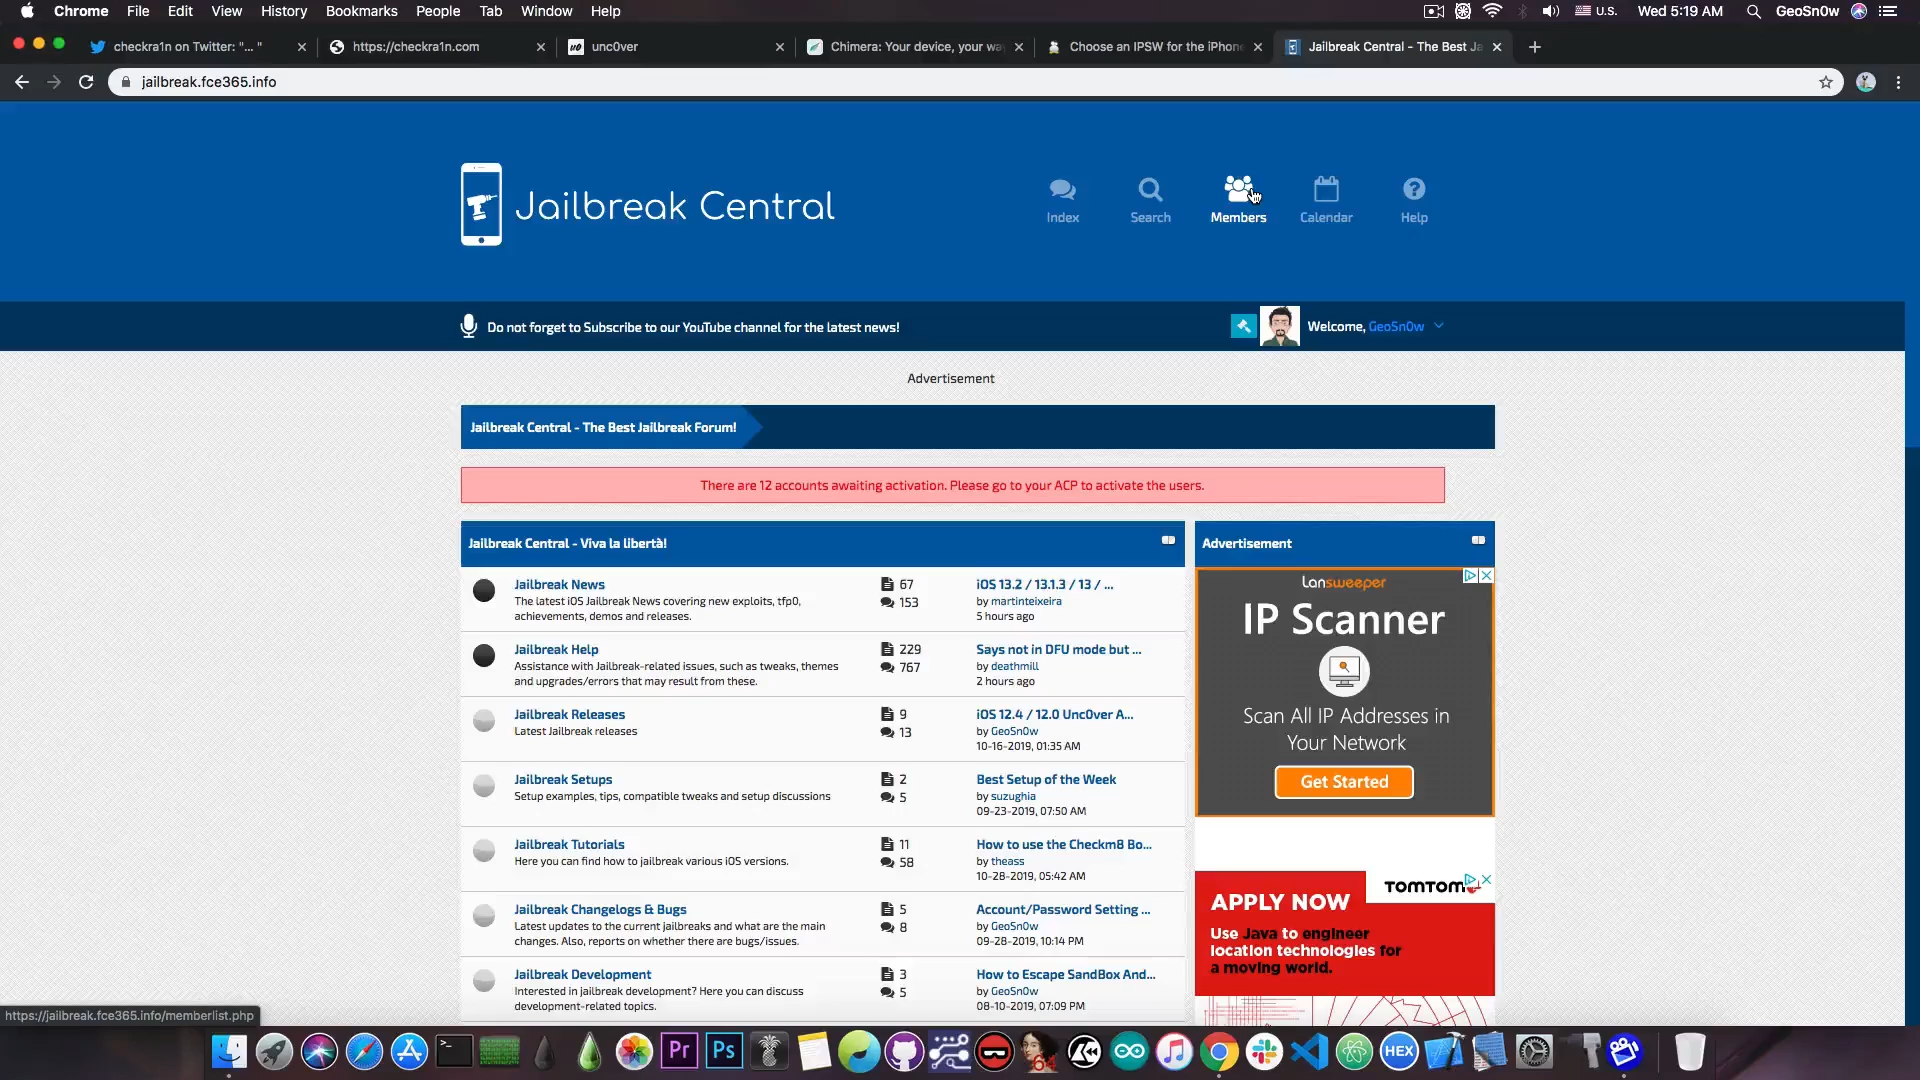 Chrome File Edit View History Bookmarks People Tab Window Help U.S. Wed 5:19 AM GeoSn0w
checkra1n on Twitter: "... " https://checkra1n.com unc0ver Chimera: Your device, your wa Choose an IPSW for the iPhone Jailbreak Central - The Best Ja
jailbreak.fce365.info
Jailbreak Central
Index Search Members Calendar Help
Do not forget to Subscribe to our YouTube channel for the latest news!
Welcome, GeoSn0w
Advertisement
Jailbreak Central - The Best Jailbreak Forum!
There are 12 accounts awaiting activation. Please go to your ACP to activate the users.
Jailbreak Central - Viva la libertà!
Jailbreak News
The latest iOS Jailbreak News covering new exploits, tfp0,
achievements, demos and releases.
67
153
iOS 13.2 / 13.1.3 / 13 / ...
by martinteixeira
5 hours ago
Jailbreak Help
Assistance with Jailbreak-related issues, such as tweaks, themes
and upgrades/errors that may result from these.
229
767
Says not in DFU mode but ...
by deathmill
2 hours ago
Jailbreak Releases
Latest Jailbreak releases
9
13
iOS 12.4 / 12.0 Unc0ver A...
by GeoSn0w
10-16-2019, 01:35 AM
Jailbreak Setups
Setup examples, tips, compatible tweaks and setup discussions
2
5
Best Setup of the Week
by suzughia
09-23-2019, 07:50 AM
Jailbreak Tutorials
Here you can find how to jailbreak various iOS versions.
11
58
How to use the Checkm8 Bo...
by theass
10-28-2019, 05:42 AM
Jailbreak Changelogs & Bugs
Latest updates to the current jailbreaks and what are the main
changes. Also, reports on whether there are bugs/issues.
5
8
Account/Password Setting ...
by GeoSn0w
09-28-2019, 10:14 PM
Jailbreak Development
Interested in jailbreak development? Here you can discuss
development-related topics.
3
5
How to Escape SandBox And...
by GeoSn0w
08-10-2019, 07:09 PM
Advertisement
Lansweeper
IP Scanner
Scan All IP Addresses in
Your Network
Get Started
TOMTOM
APPLY NOW
Use Java to engineer
location technologies for
a moving world.
https://jailbreak.fce365.info/memberlist.php
Pr Ps 64 HEX